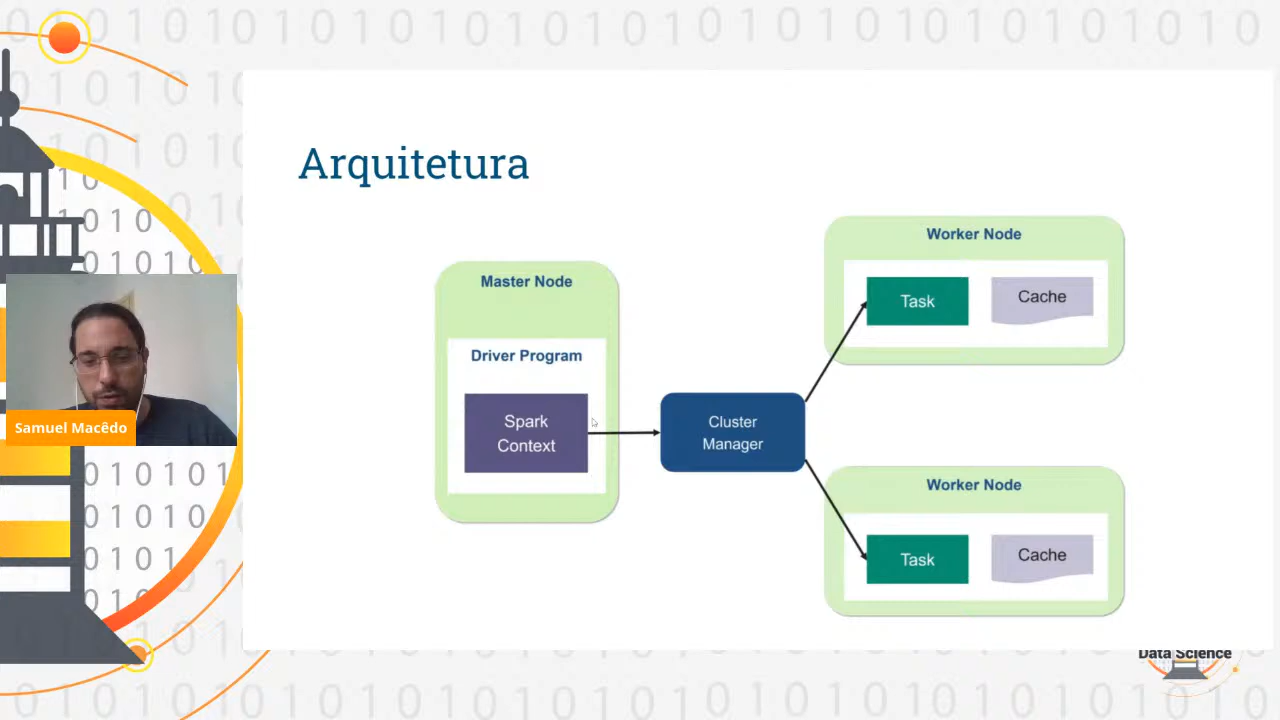 Arquitetura
Master Node
Driver Program
Spark
Context
Cluster
Manager
Worker Node
Task
Cache
Worker Node
Task
Cache
Samuel Macêdo
Data Science